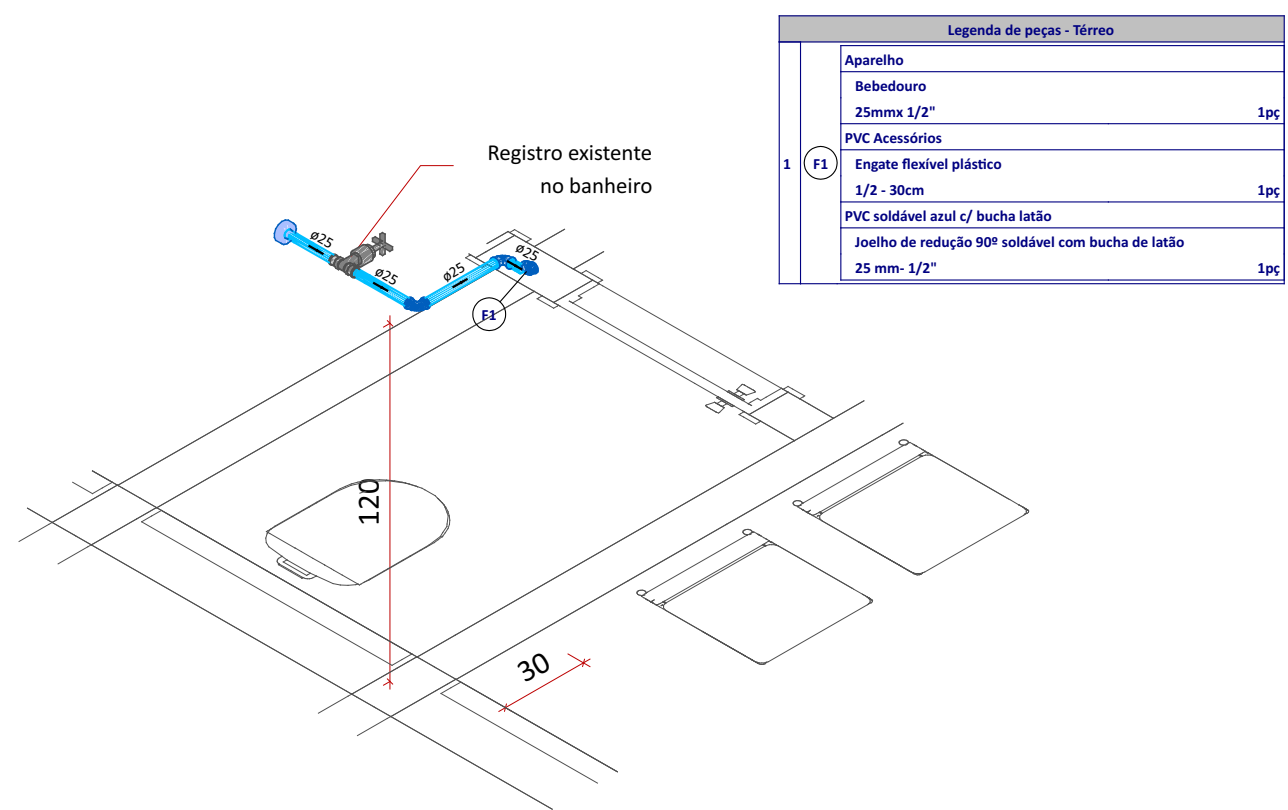 Legenda de peças - Térreo
Aparelho
Bebedouro
25mmx 1/2" 1pç
PVC Acessórios
1 F1 Engate flexível plástico
1/2 - 30cm 1pç
PVC soldável azul c/ bucha latão
Joelho de redução 90º soldável com bucha de latão
25 mm- 1/2" 1pç
Registro existente
no banheiro
ø25
ø25
ø25
ø25
F1
120
30